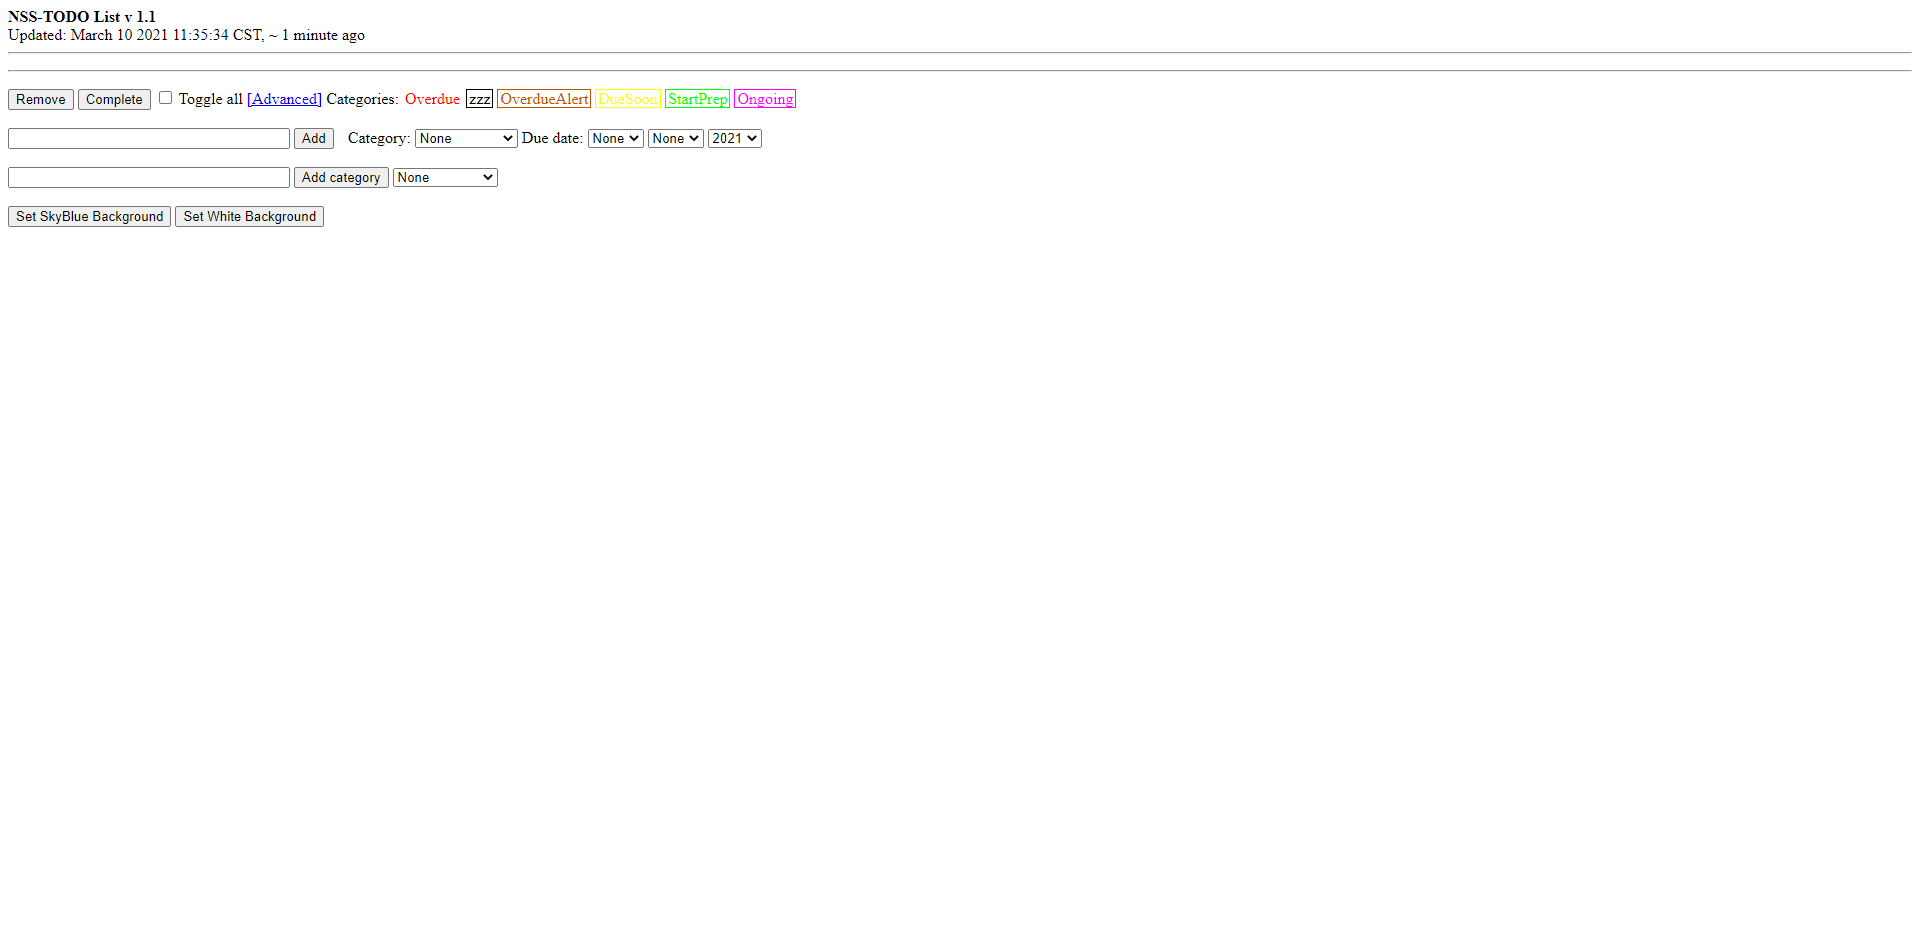 NSS-TODO List v 1.1
Updated: March 10 2021 11:35:34 CST, ~ 1 minute ago
Remove Complete Toggle all [Advanced] Categories: Overdue zzz OverdueAlert DueSoon StartPrep Ongoing
Add Category: None Due date: None None 2021
Add category None
Set SkyBlue Background Set White Background